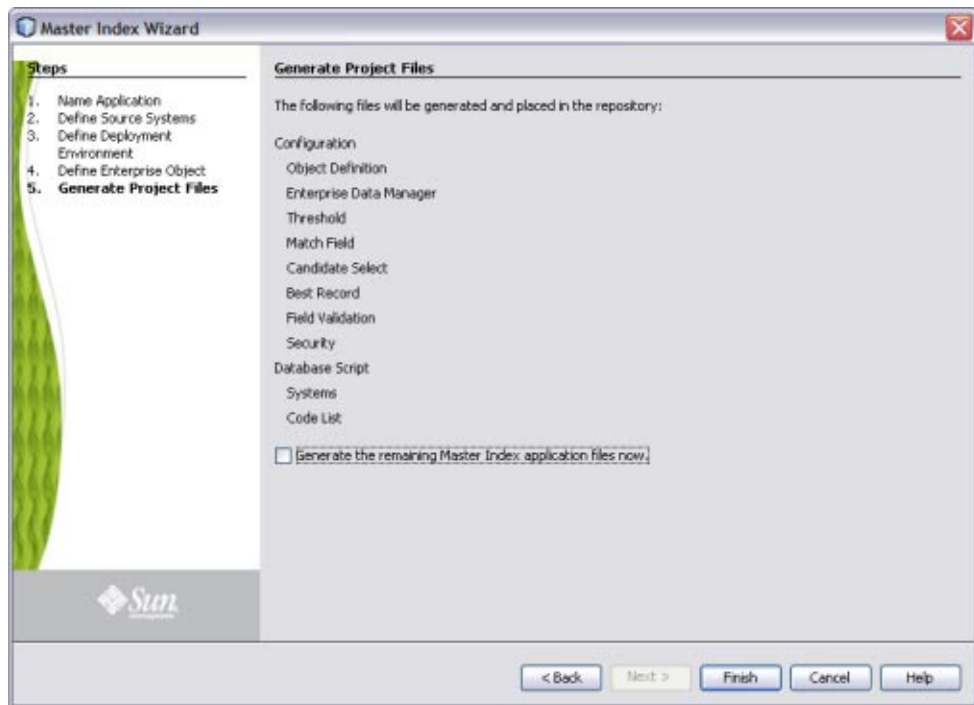 Master Index Wizard
Steps
1. Name Application
2. Define Source Systems
3. Define Deployment
Environment
4. Define Enterprise Object
5. Generate Project Files
Sun
Generate Project Files
The following files will be generated and placed in the repository:
Configuration
Object Definition
Enterprise Data Manager
Threshold
Match Field
Candidate Select
Best Record
Field Validation
Security
Database Script
Systems
Code List
Generate the remaining Master Index application files now.
< Back
Next >
Finish
Cancel
Help